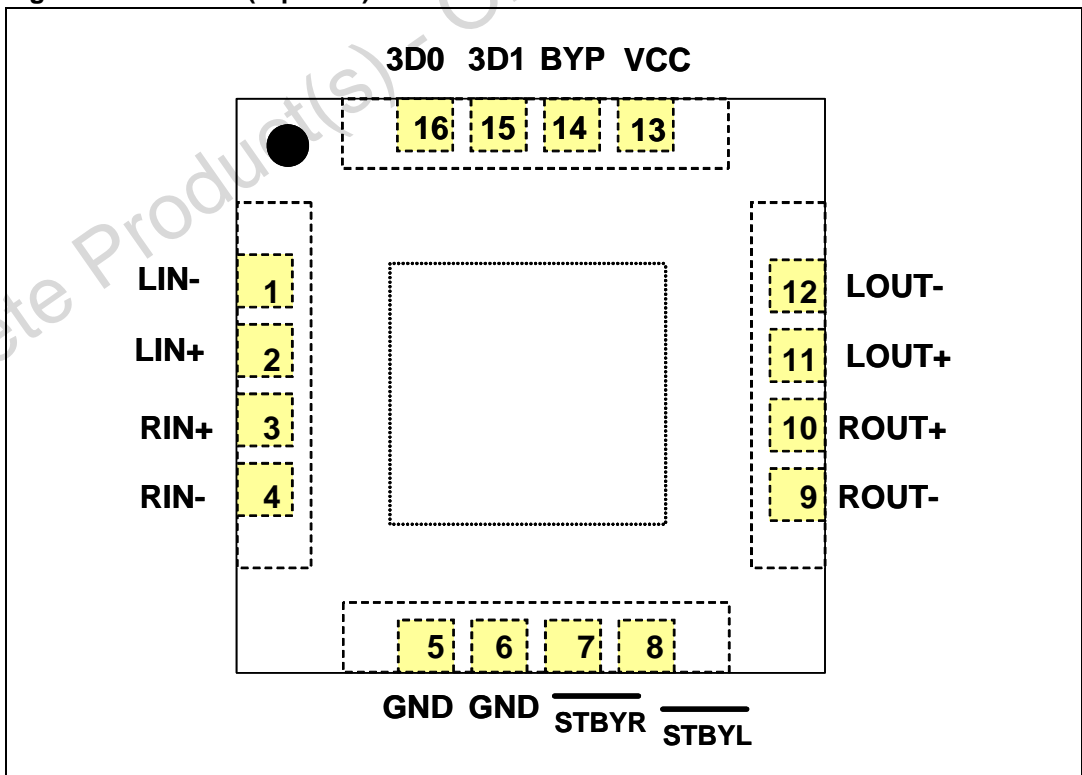 3D0 3D1 BYP VCC
16 15 14 13
LIN- 1 12 LOUT-
LIN+ 2 11 LOUT+
RIN+ 3 10 ROUT+
RIN- 4 9 ROUT-
5 6 7 8
GND GND STBYR STBYL
Product(s) -